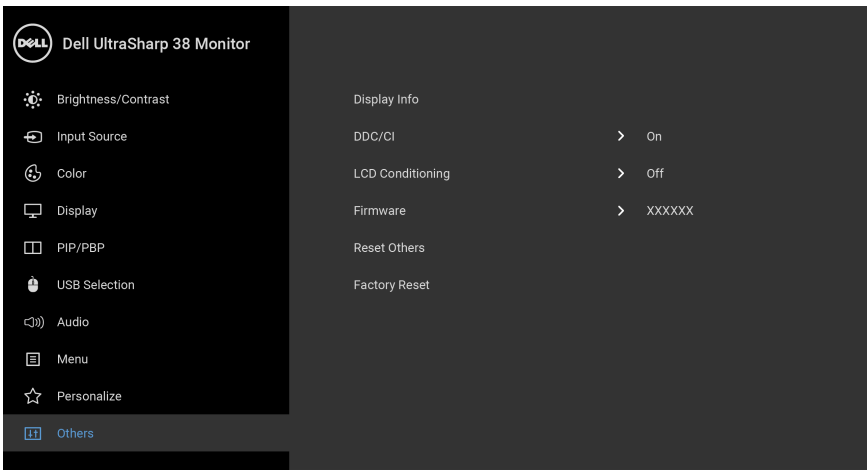 DELL Dell UltraSharp 38 Monitor
Brightness/Contrast
Input Source
Color
Display
PIP/PBP
USB Selection
Audio
Menu
Personalize
Others
Display Info
DDC/CI On
LCD Conditioning Off
Firmware XXXXXX
Reset Others
Factory Reset